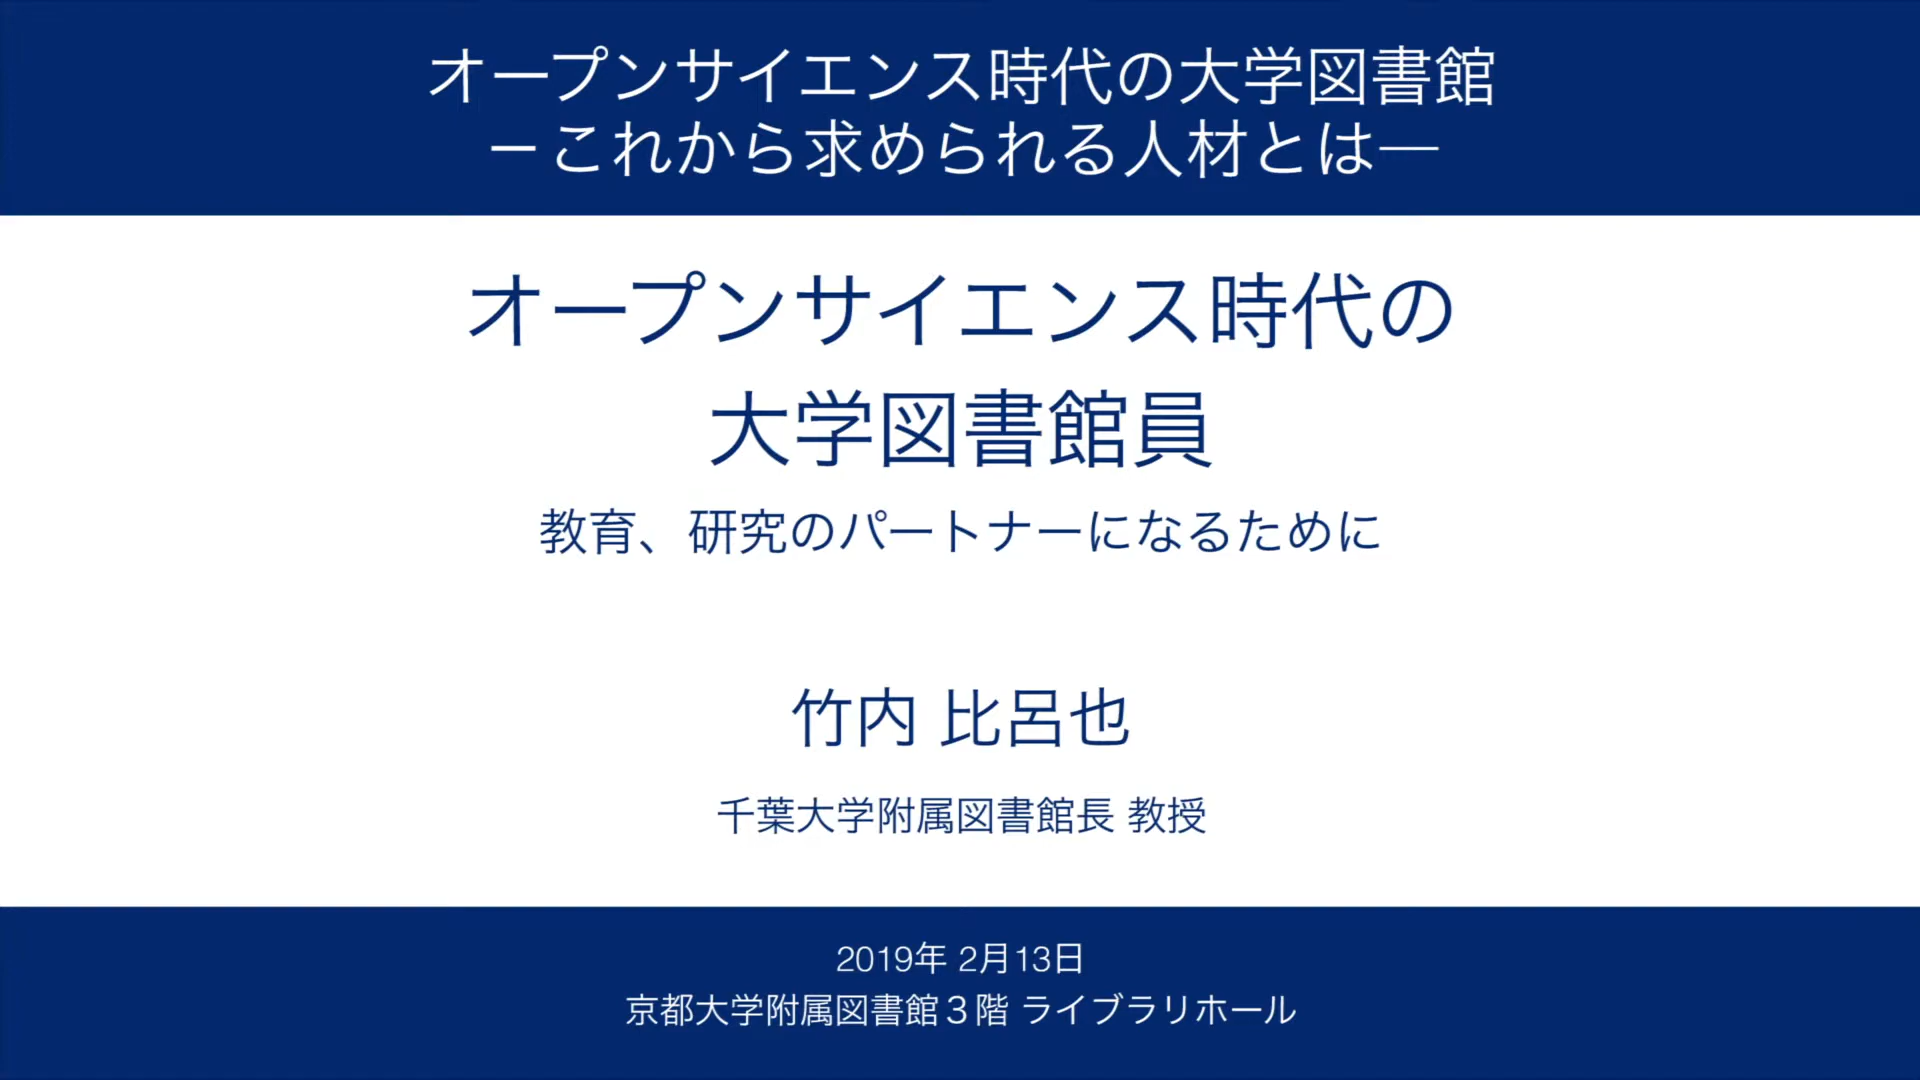 オープンサイエンス時代の大学図書館
−これから求められる人材とは―
オープンサイエンス時代の
大学図書館員
教育、研究のパートナーになるために
竹内 比呂也
千葉大学附属図書館長 教授
2019年 2月13日
京都大学附属図書館３階 ライブラリホール